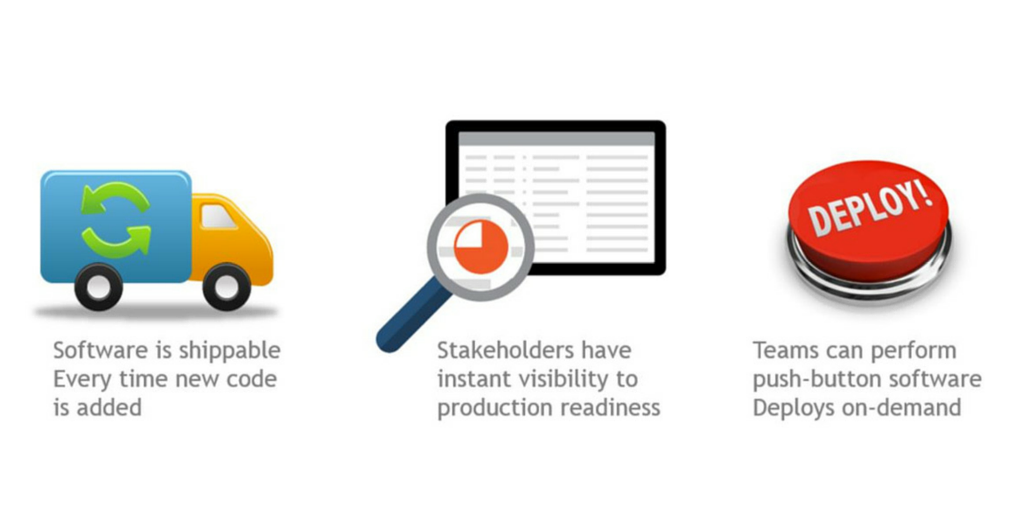 DEPLOY!
Software is shippable
Every time new code
is added
Stakeholders have
instant visibility to
production readiness
Teams can perform
push-button software
Deploys on-demand